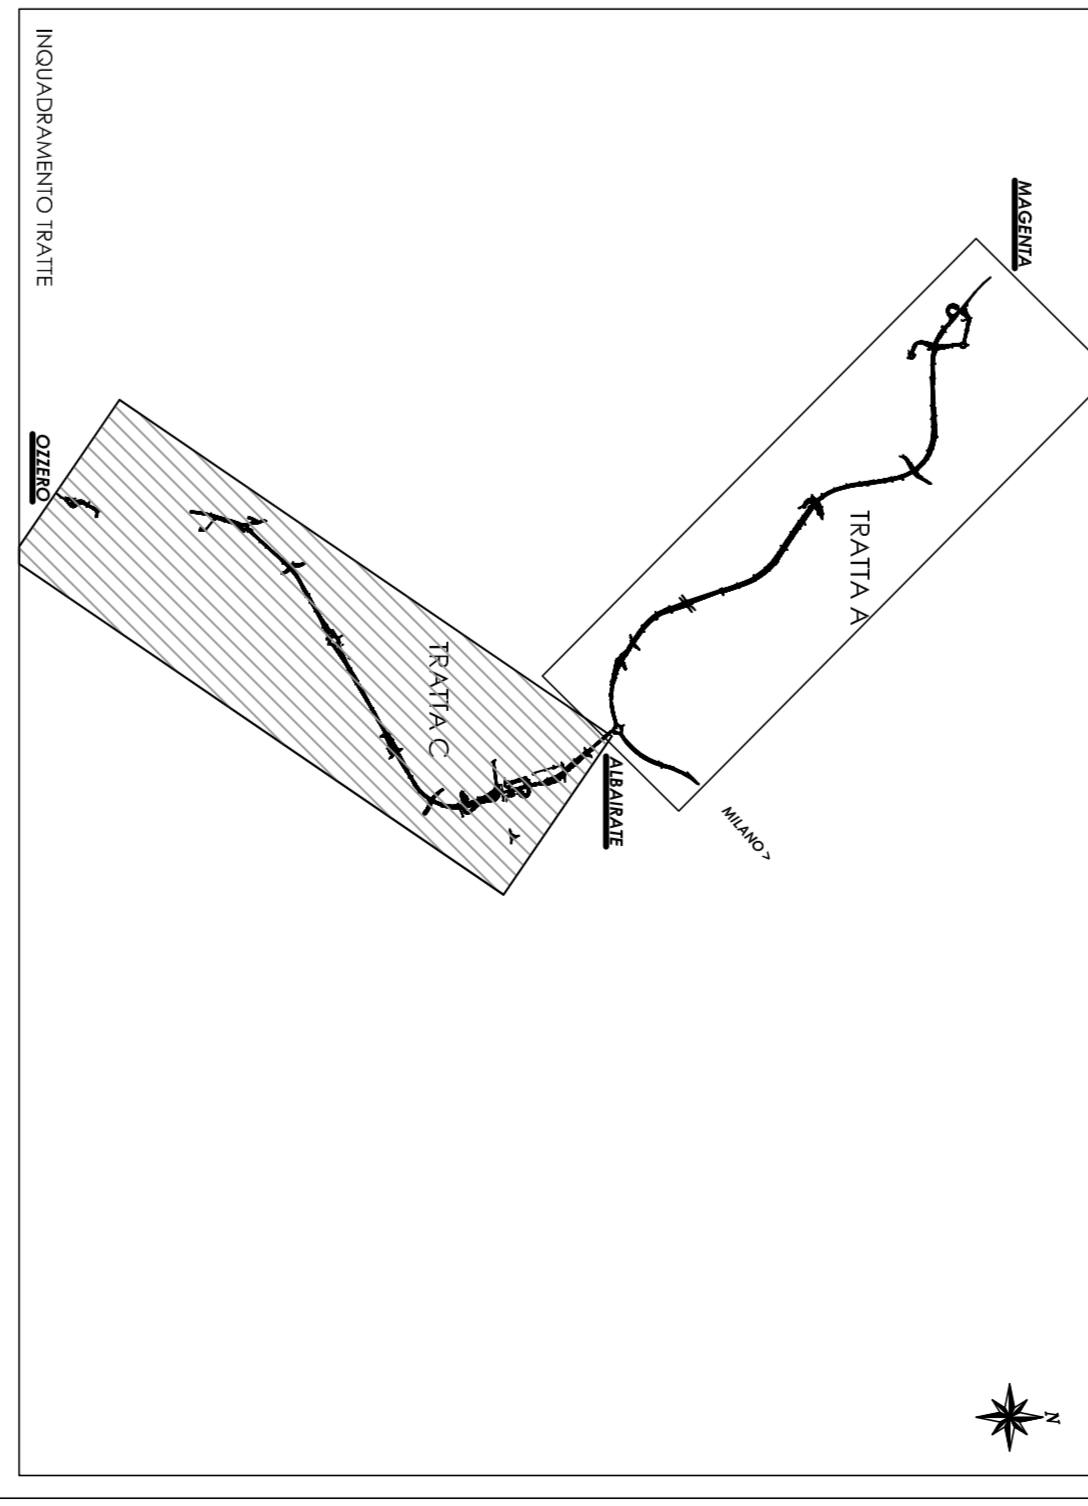 INQUADRAMENTO TRATTE
MAGENTA
TRATTA A
OZZERO
TRATTA C
ALBAIRATE
MILANO >
N